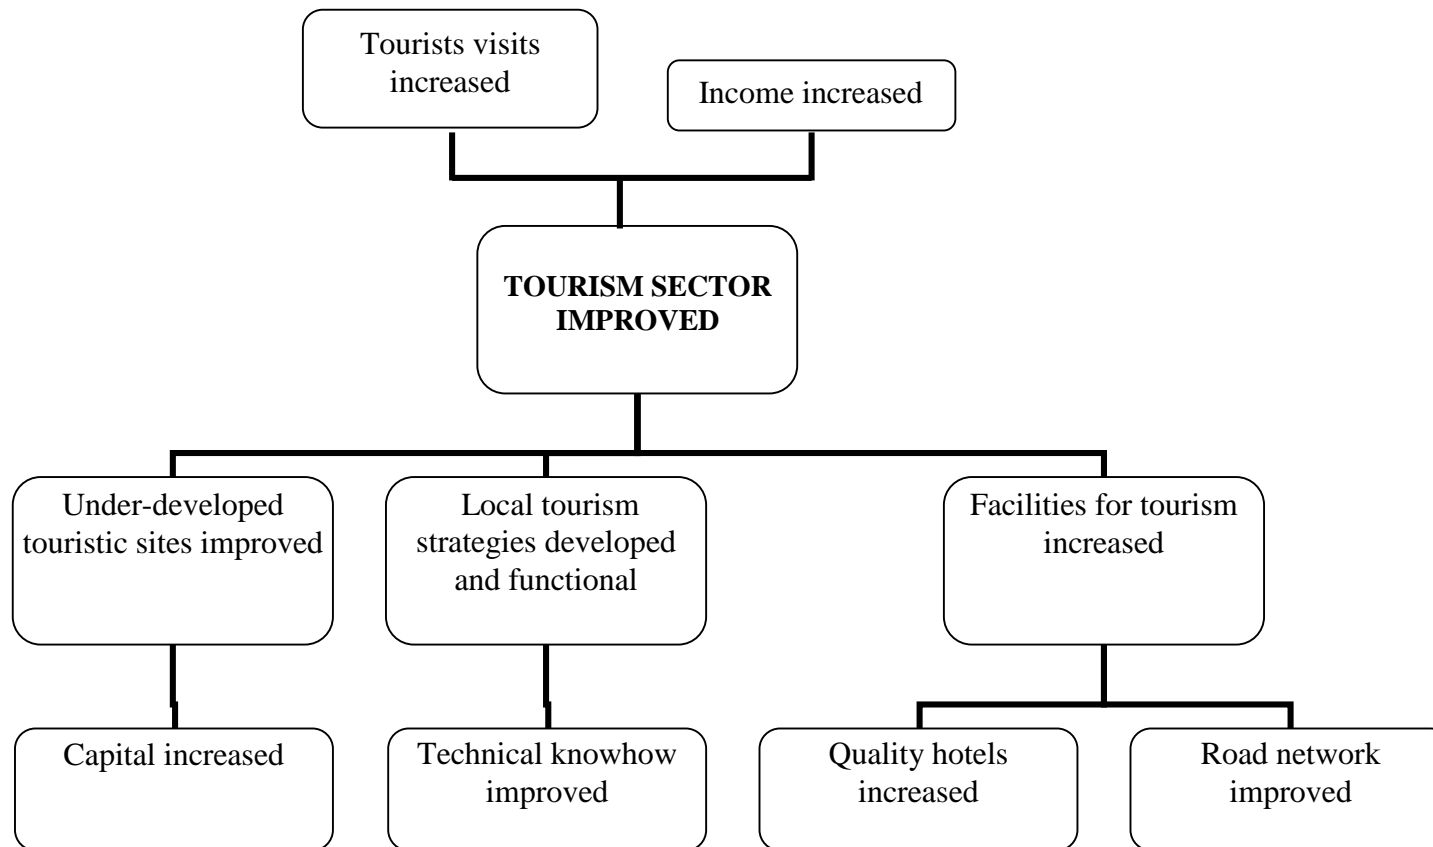 Tourists visits
increased
Income increased
TOURISM SECTOR
IMPROVED
Under-developed
touristic sites improved
Local tourism
strategies developed
and functional
Facilities for tourism
increased
Capital increased
Technical knowhow
improved
Quality hotels
increased
Road network
improved